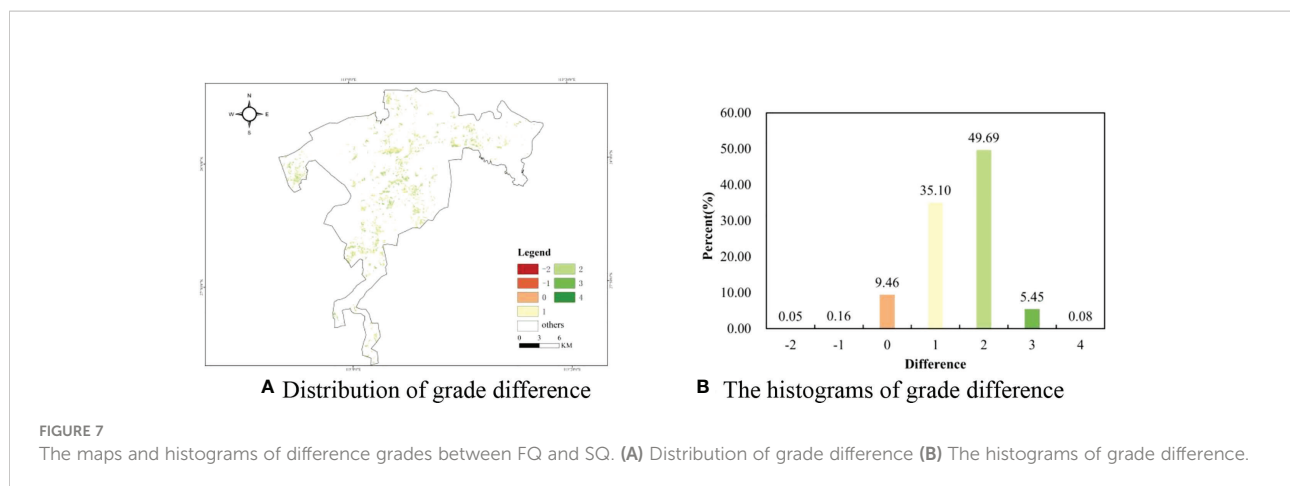 N
W E
S
Legend
-2 2
-1 3
0 4
1
others
0 3 6
KM
A Distribution of grade difference
60.00
50.00
40.00
30.00
20.00
10.00
0.00
Percent(%)
0.05
0.16
9.46
35.10
49.69
5.45
0.08
-2 -1 0 1 2 3 4
Difference
B The histograms of grade difference
FIGURE 7
The maps and histograms of difference grades between FQ and SQ. (A) Distribution of grade difference (B) The histograms of grade difference.